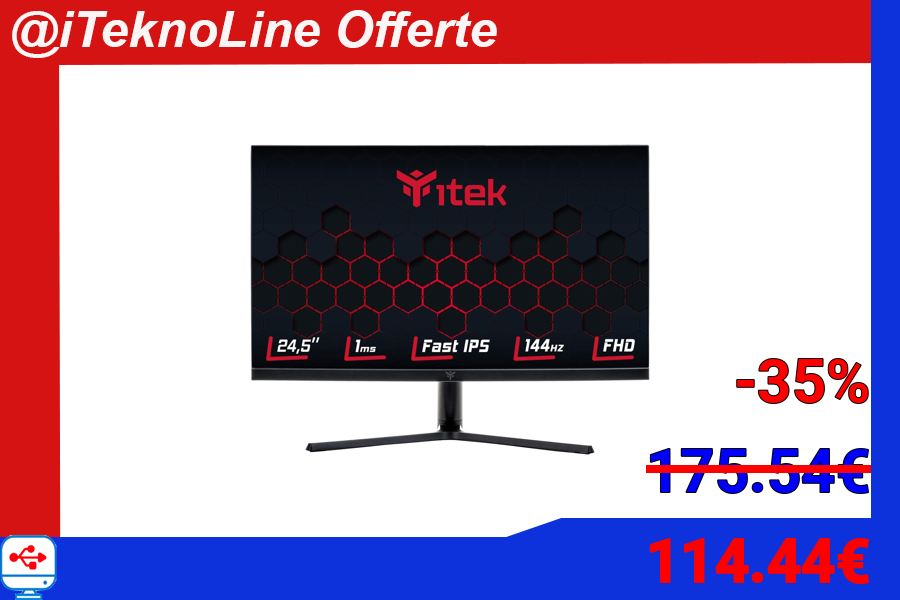 @iTeknoLine Offerte
itek
24,5"
1ms
Fast IPS
144HZ
FHD
-35%
175.54€
114.44€